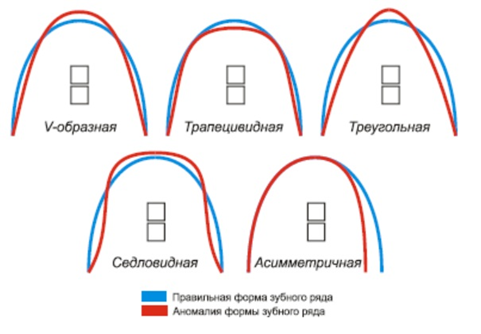 V-образная
Трапецивидная
Треугольная
Седловидная
Асимметричная
Правильная форма зубного ряда
Аномалия формы зубного ряда